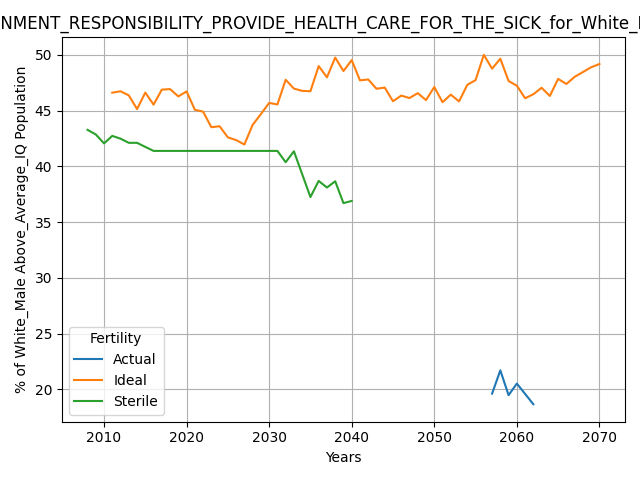 NMENT_RESPONSIBILITY_PROVIDE_HEALTH_CARE_FOR_THE_SICK_for_White_
% of White_Male Above_Average_IQ Population
50
45
40
35
30
25
20
Fertility
Actual
Ideal
Sterile
2010 2020 2030 2040 2050 2060 2070
Years